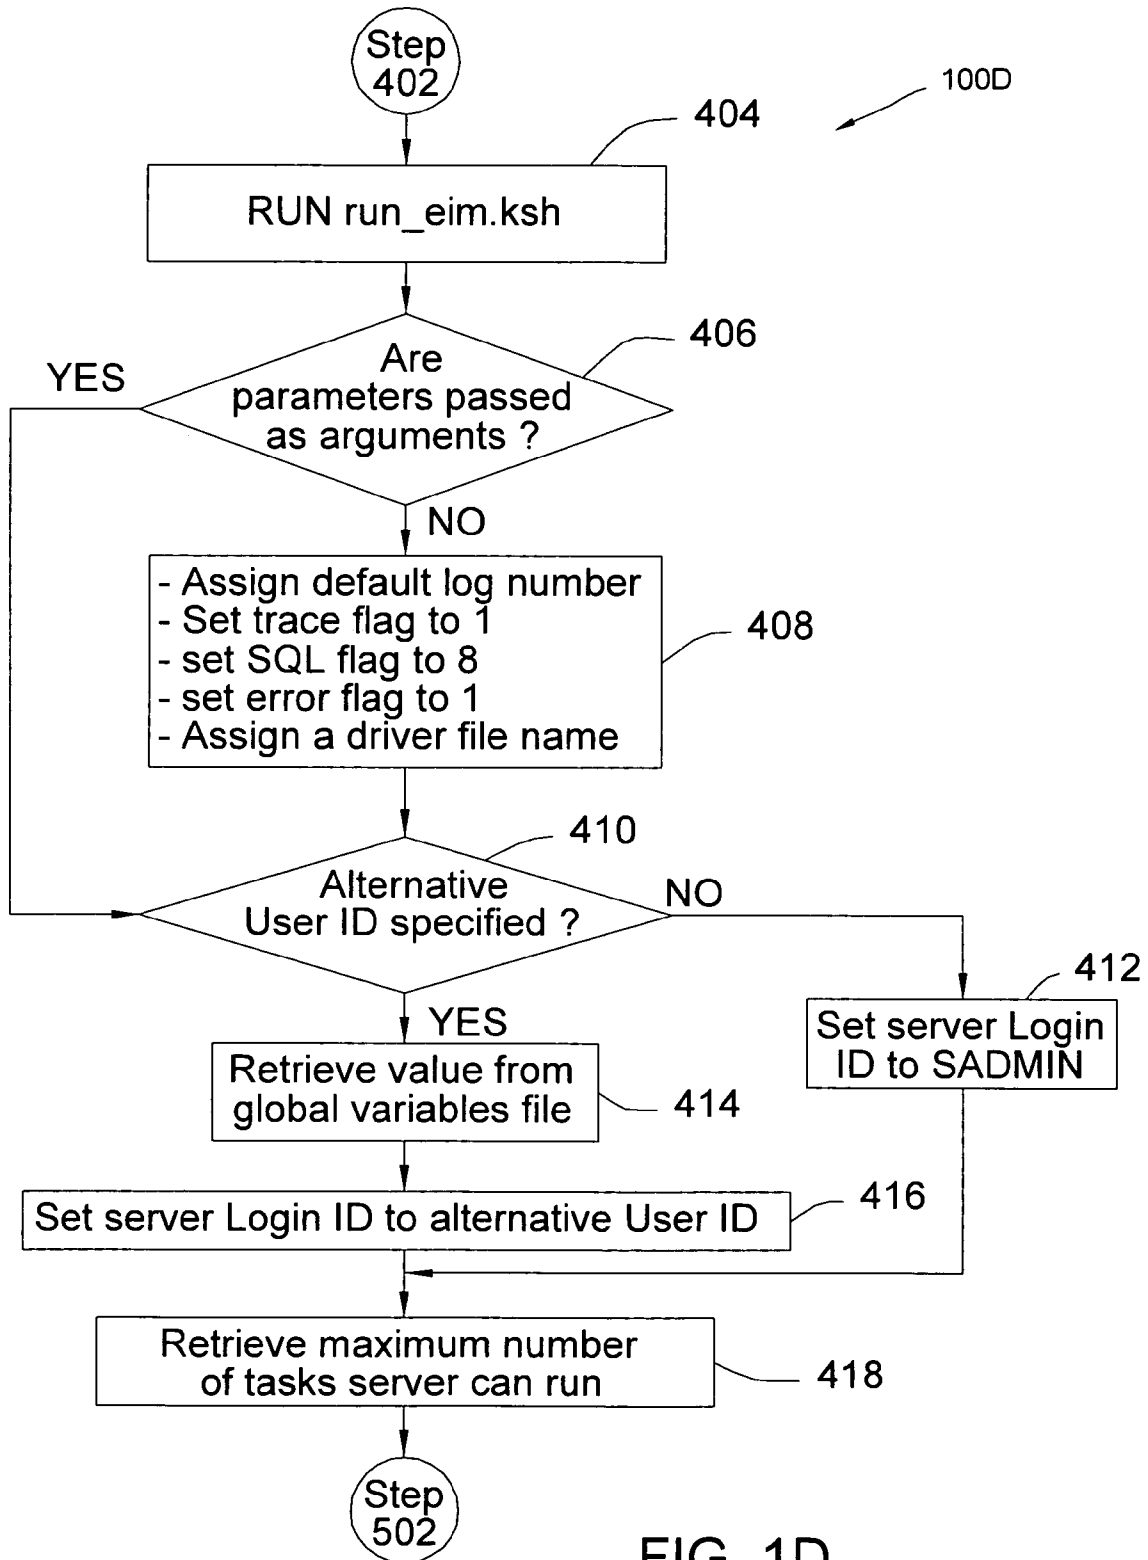 Step
402
100D
404
RUN run_eim.ksh
406
Are
parameters passed
as arguments ?
YES
NO
- Assign default log number
- Set trace flag to 1
- set SQL flag to 8
- set error flag to 1
- Assign a driver file name
408
410
Alternative
User ID specified ?
NO
412
Set server Login
ID to SADMIN
YES
Retrieve value from
global variables file
414
Set server Login ID to alternative User ID
416
Retrieve maximum number
of tasks server can run
418
Step
502
FIG. 1D